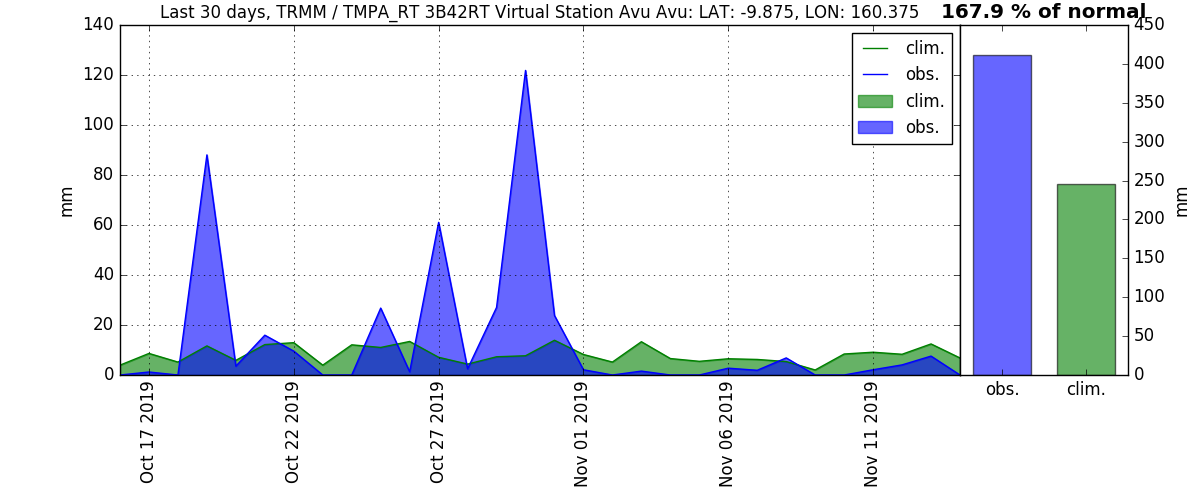 Last 30 days, TRMM / TMPA_RT 3B42RT Virtual Station Avu Avu: LAT: -9.875, LON: 160.375
167.9 % of normal
140
120
100
80
60
40
20
0
mm
clim.
obs.
clim.
obs.
Oct 17 2019
Oct 22 2019
Oct 27 2019
Nov 01 2019
Nov 06 2019
Nov 11 2019
450
400
350
300
250
200
150
100
50
0
mm
obs.
clim.